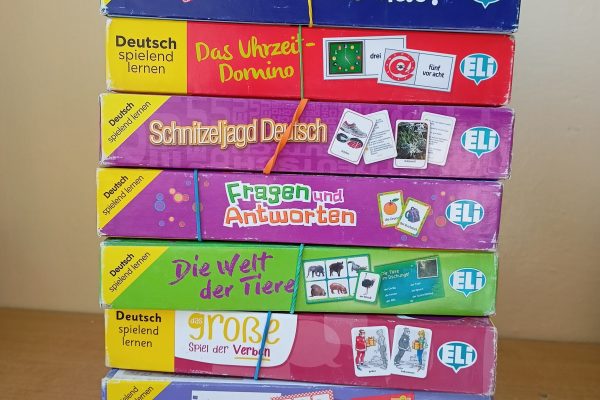 Deutsch
spielend
lernen
Das Uhrzeit-
Domino
drei
fünf
vor acht
ELi
Deutsch
spielend lernen
Schnitzeljagd Deutsch
ELi
Deutsch
spielend lernen
Fragen und
Antworten
ELi
Deutsch
spielend lernen
Die Welt
der Tiere
ELi
Deutsch
spielend
lernen
das
große
Spiel der Verben
ELi
Deutsch